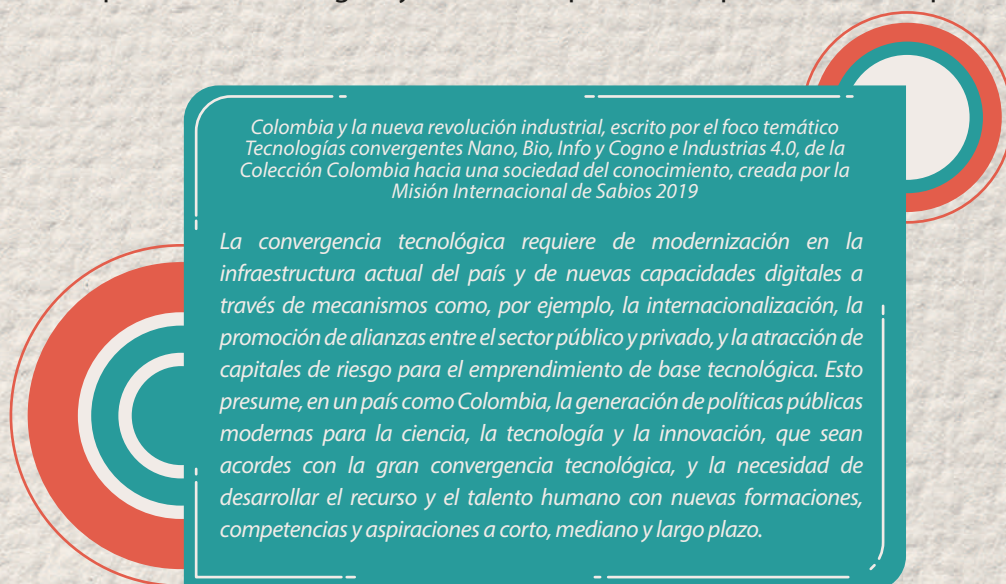 Colombia y la nueva revolución industrial, escrito por el foco temático
Tecnologías convergentes Nano, Bio, Info y Cogno e Industrias 4.0, de la
Colección Colombia hacia una sociedad del conocimiento, creada por la
Misión Internacional de Sabios 2019
La convergencia tecnológica requiere de modernización en la
infraestructura actual del país y de nuevas capacidades digitales a
través de mecanismos como, por ejemplo, la internacionalización, la
promoción de alianzas entre el sector público y privado, y la atracción de
capitales de riesgo para el emprendimiento de base tecnológica. Esto
presume, en un país como Colombia, la generación de políticas públicas
modernas para la ciencia, la tecnología y la innovación, que sean
acordes con la gran convergencia tecnológica, y la necesidad de
desarrollar el recurso y el talento humano con nuevas formaciones,
competencias y aspiraciones a corto, mediano y largo plazo.